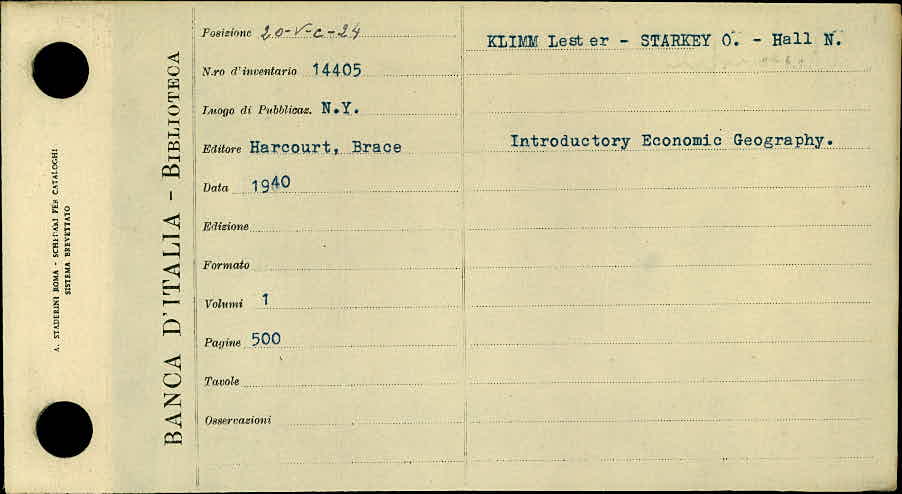 A. STADERINI ROMA - SCHEDARI PER CATALOGHI
SISTEMA BREVETTATO
BANCA D'ITALIA - BIBLIOTECA
Posizione 20-V-c-24
N.ro d'inventario 14405
Luogo di Pubblicaz. N.Y.
Editore Harcourt, Brace
Data 1940
Edizione
Formato
Volumi 1
Pagine 500
Tavole
Osservazioni
KLIMM Lester - STARKEY O. - Hall N.
Introductory Economic Geography.